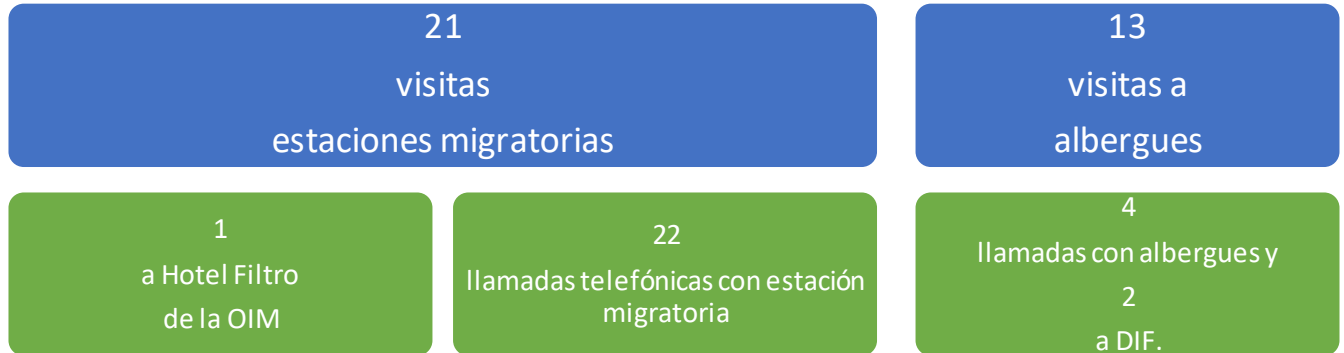 21
visitas
estaciones migratorias
13
visitas a
albergues
1
a Hotel Filtro
de la OIM
22
llamadas telefónicas con estación
migratoria
4
llamadas con albergues y
2
a DIF.